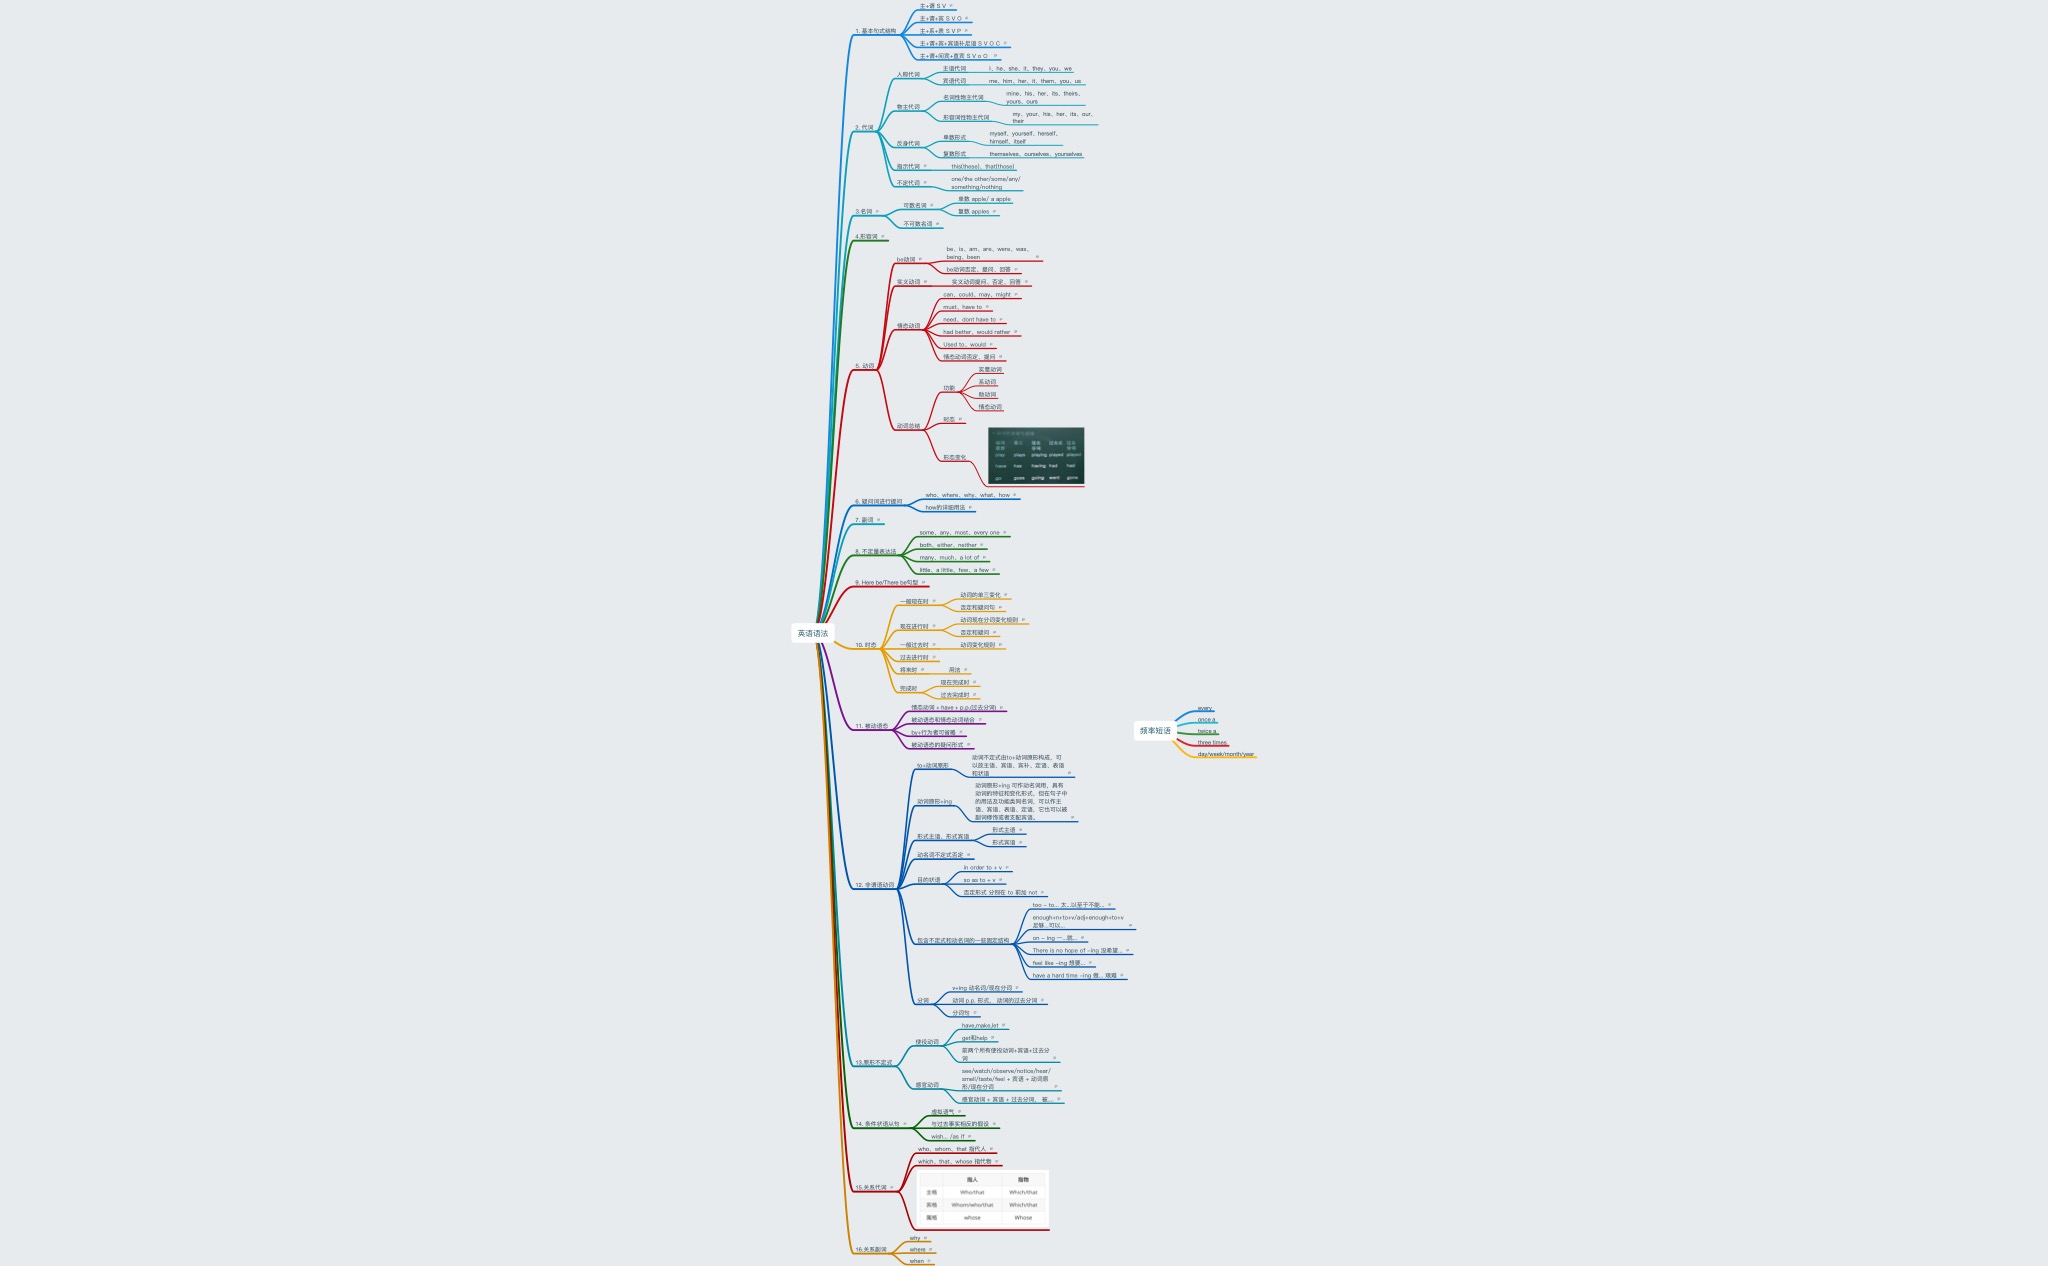 主+谓 S V
主+谓+宾 S V O
1. 基本句式结构
主+系+表 S V P
主+谓+宾+宾语补足语 S V O C
主+谓+间宾+直宾 S V o O
人称代词
主语代词
I、he、she、it、they、you、we
宾语代词
me、him、her、it、them、you、us
2. 代词
物主代词
名词性物主代词
mine、his、her、its、theirs、
yours、ours
形容词性物主代词
my、your、his、her、its、our、
their
反身代词
单数形式
myself、yourself、herself、
himself、itself
复数形式
themselves、ourselves、yourselves
指示代词
this(these)、that(those)
不定代词
one/the other/some/any/
something/nothing
3.名词
可数名词
单数 apple/ a apple
复数 apples
不可数名词
4.形容词
5. 动词
be动词
be、is、am、are、were、was、
being、been
be动词否定、疑问、回答
实义动词
实义动词提问、否定、回答
情态动词
can、could、may、might
must、have to
need、dont have to
had better、would rather
Used to、would
情态动词否定、提问
动词总结
功能
实意动词
系动词
助动词
情态动词
时态
形态变化
play plays playing played played
have has having had had
go goes going went gone
6. 疑问词进行提问
who、where、why、what、how
how的详细用法
7. 副词
8. 不定量表达法
some、any、most、every one
both、either、neither
many、much、a lot of
little、a little、few、a few
9. Here be/There be句型
英语语法
10. 时态
一般现在时
动词的单三变化
否定和疑问句
现在进行时
动词现在分词变化规则
否定和疑问
一般过去时
动词变化规则
过去进行时
将来时
用法
完成时
现在完成时
过去完成时
11. 被动语态
情态动词 + have + p.p.(过去分词)
被动语态和情态动词结合
by+行为者可省略
被动语态的疑问形式
12. 非谓语动词
to+动词原形
动词不定式由to+动词原形构成，可
以放主语、宾语、宾补、定语、表语
和状语
动词原形+ing
动词原形+ing 可作动名词用，具有
动词的特征和变化形式，但在句子中
的用法及功能类同名词，可以作主
语、宾语、表语、定语，它也可以被
副词修饰或者支配宾语。
形式主语、形式宾语
形式主语
形式宾语
动名词不定式否定
目的状语
in order to + v
so as to + v
否定形式 分别在 to 前加 not
包含不定式和动名词的一些固定结构
too - to... 太...以至于不能...
enough+n+to+v/adj+enough+to+v
足够...可以...
on - ing 一...就...
There is no hope of -ing 没希望...
feel like -ing 想要...
have a hard time -ing 做... 艰难
分词
v+ing 动名词/现在分词
动词 p.p. 形式， 动词的过去分词
分词句
13.原形不定式
使役动词
have,make,let
get和help
前两个所有使役动词+宾语+过去分
词
感官动词
see/watch/observe/notice/hear/
smell/taste/feel + 宾语 + 动词原
形/现在分词
感官动词 + 宾语 + 过去分词， 被....
14. 条件状语从句
虚拟语气
与过去事实相反的假设
wish... /as if
15.关系代词
who、whom、that 指代人
which、that、whose 指代物
指人 指物
主格 Who/that Which/that
宾格 Whom/who/that Which/that
属格 whose Whose
16.关系副词
why
where
when
频率短语
every
once a
twice a
three times
day/week/month/year